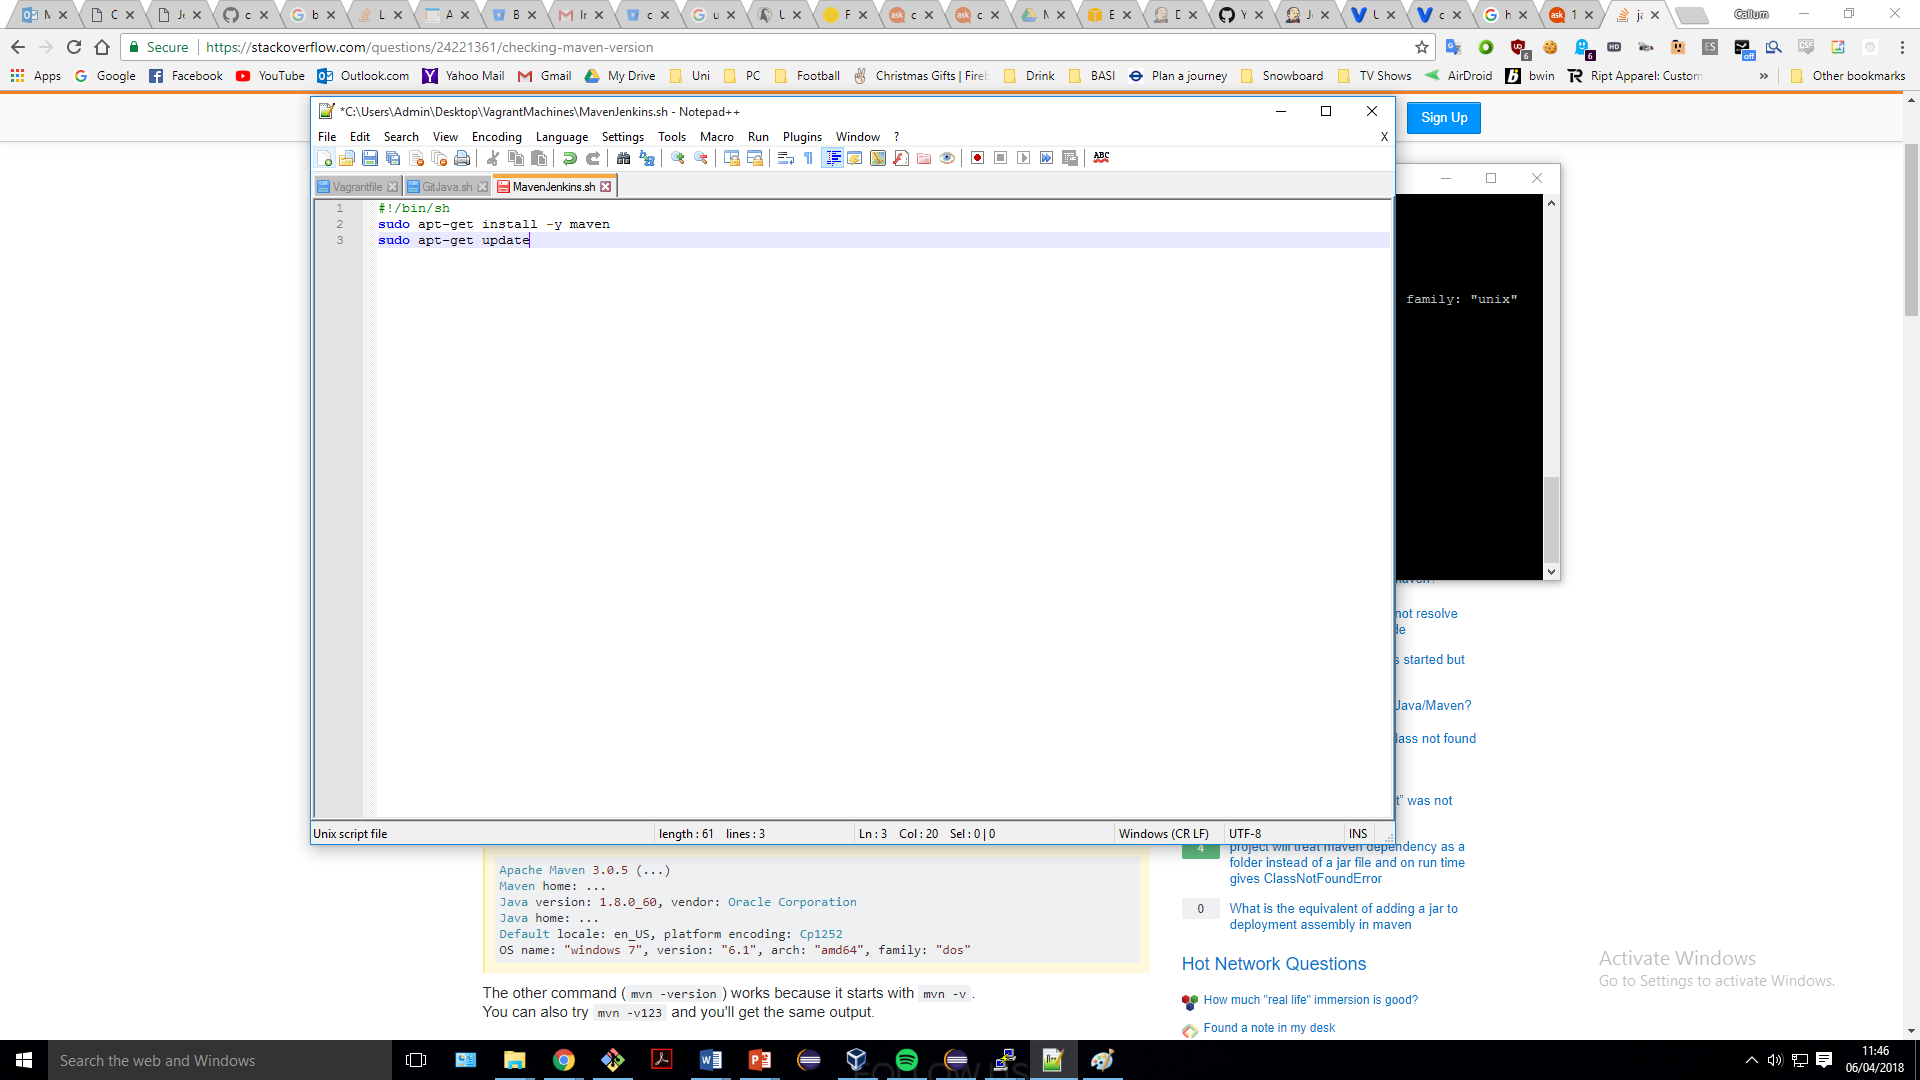 Callum
Secure
https://stackoverflow.com/questions/24221361/checking-maven-version
Apps
Google
Facebook
YouTube
Outlook.com
Yahoo Mail
Gmail
My Drive
Uni
PC
Football
Christmas Gifts | Fire
Drink
BASI
Plan a journey
Snowboard
TV Shows
AirDroid
bwin
Ript Apparel: Custom
»
Other bookmarks
Sign Up
*C:\Users\Admin\Desktop\VagrantMachines\MavenJenkins.sh - Notepad++
File Edit Search View Encoding Language Settings Tools Macro Run Plugins Window ? X
Vagrantfile
GitJava.sh
MavenJenkins.sh
1 #!/bin/sh
2 sudo apt-get install -y maven
3 sudo apt-get update
family: "unix"
Unix script file
length : 61 lines : 3
Ln : 3 Col : 20 Sel : 0 | 0
Windows (CR LF)
UTF-8
INS
not resolve
started but
Java/Maven?
not found
was not
4 project will treat maven dependency as a
folder instead of a jar file and on run time
gives ClassNotFoundError
0 What is the equivalent of adding a jar to
deployment assembly in maven
Hot Network Questions
How much "real life" immersion is good?
Found a note in my desk
Apache Maven 3.0.5 (...)
Maven home: ...
Java version: 1.8.0_60, vendor: Oracle Corporation
Java home: ...
Default locale: en_US, platform encoding: Cp1252
OS name: "windows 7", version: "6.1", arch: "amd64", family: "dos"
The other command ( mvn -version ) works because it starts with mvn -v .
You can also try mvn -v123 and you'll get the same output.
Activate Windows
Go to Settings to activate Windows.
Search the web and Windows
11:46
06/04/2018